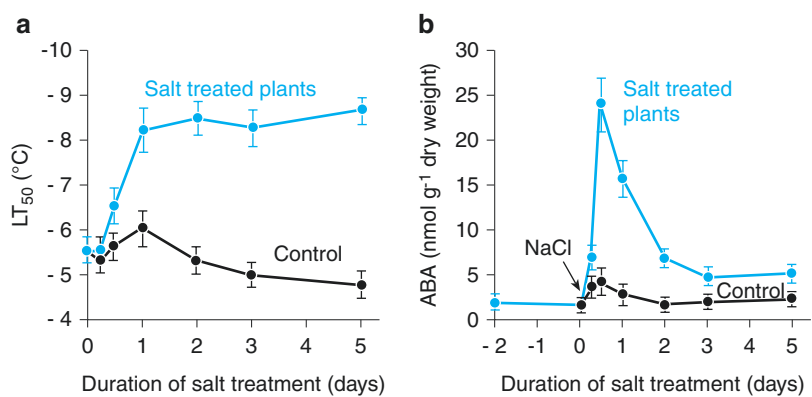 a
- 10
- 9
- 8
- 7
- 6
- 5
- 4
LT50 (°C)
Salt treated plants
Control
0 1 2 3 4 5
Duration of salt treatment (days)
b
30
25
20
15
10
5
0
ABA (nmol g-1 dry weight)
Salt treated
plants
NaCl
Control
- 2 -1 0 1 2 3 4 5
Duration of salt treatment (days)